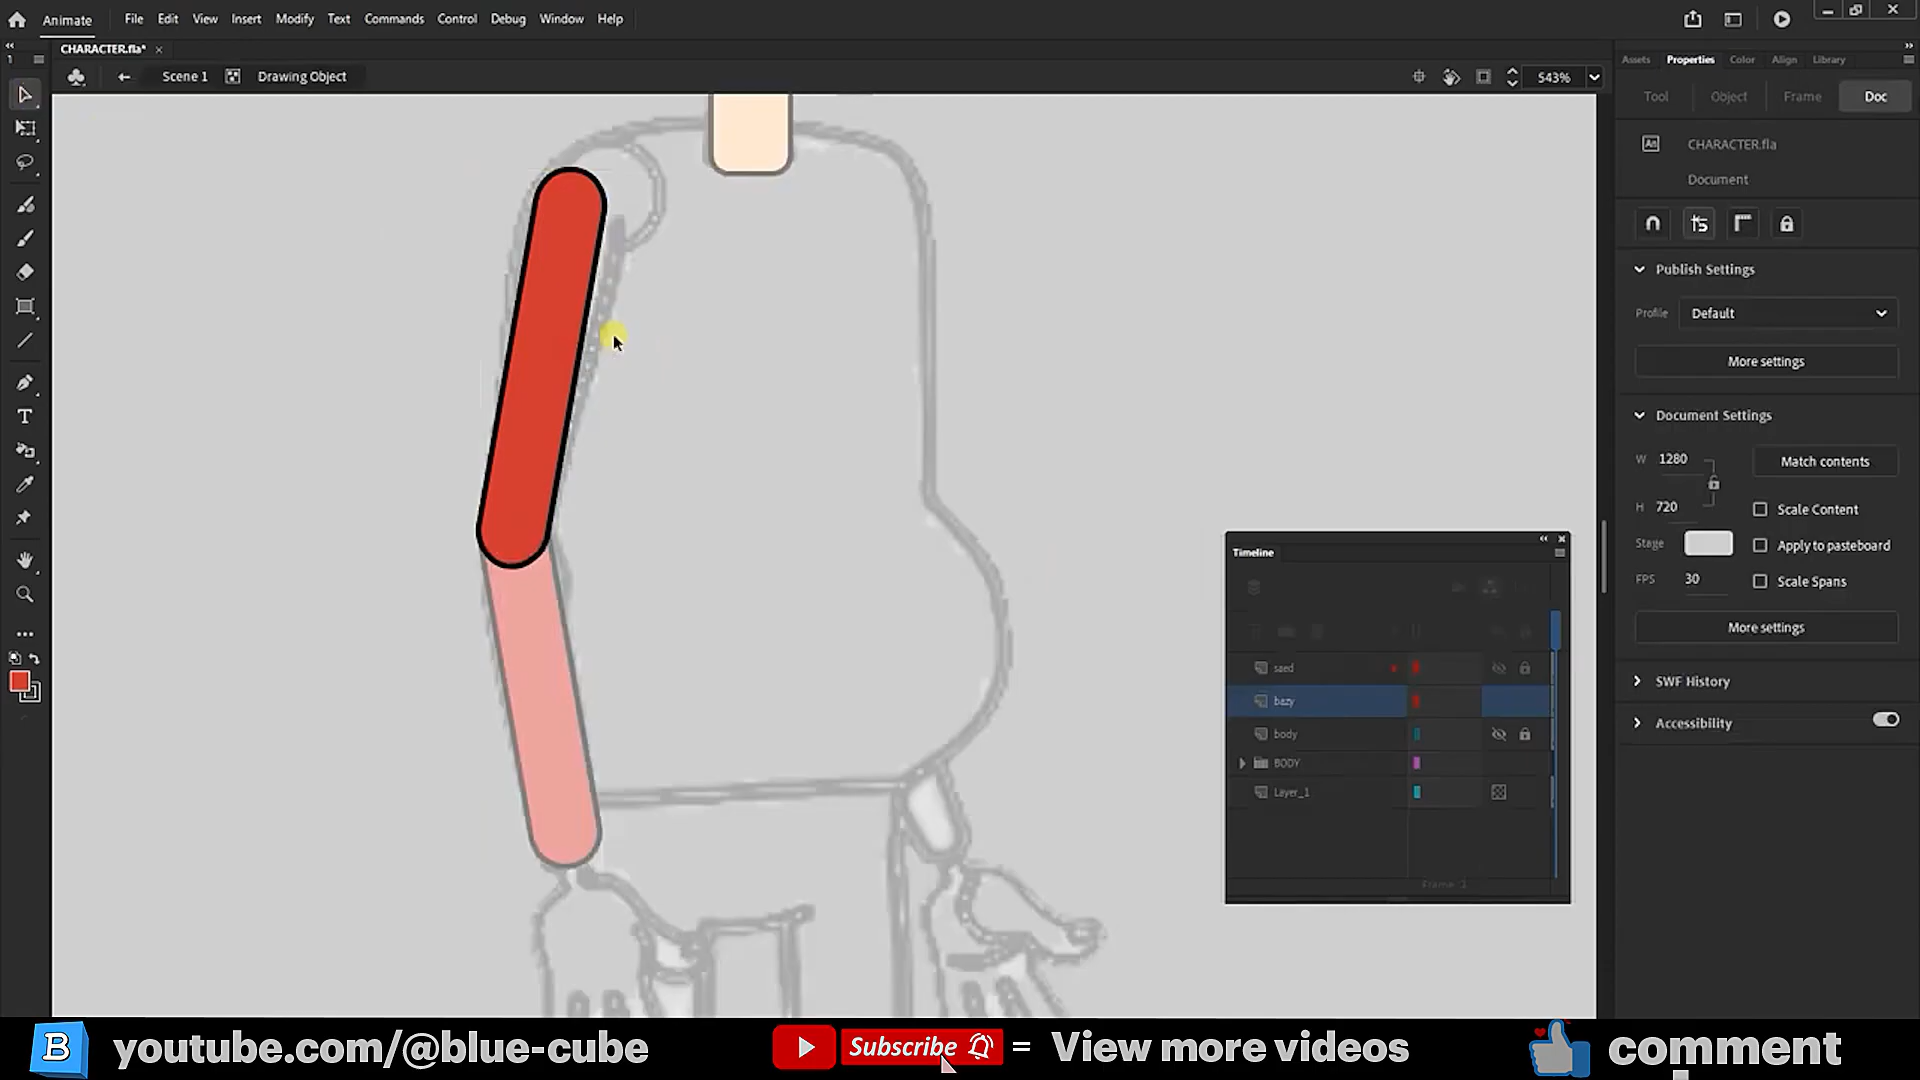 Animate File Edit View Insert Modify Text Commands Control Debug Window Help
CHARACTER.fla*
1
Scene 1 Drawing Object 543%
Assets Properties Color Align Library
Tool Object Frame Doc
An CHARACTER.fla
Document
Publish Settings
Profile Default
More settings
Document Settings
W 1280 Match contents
H 720 Scale Content
Stage Apply to pasteboard
FPS 30 Scale Spans
More settings
SWF History
Accessibility
T
Timeline
saed
bazy
body
BODY
Layer_1
B youtube.com/@blue-cube Subscribe = View more videos comment